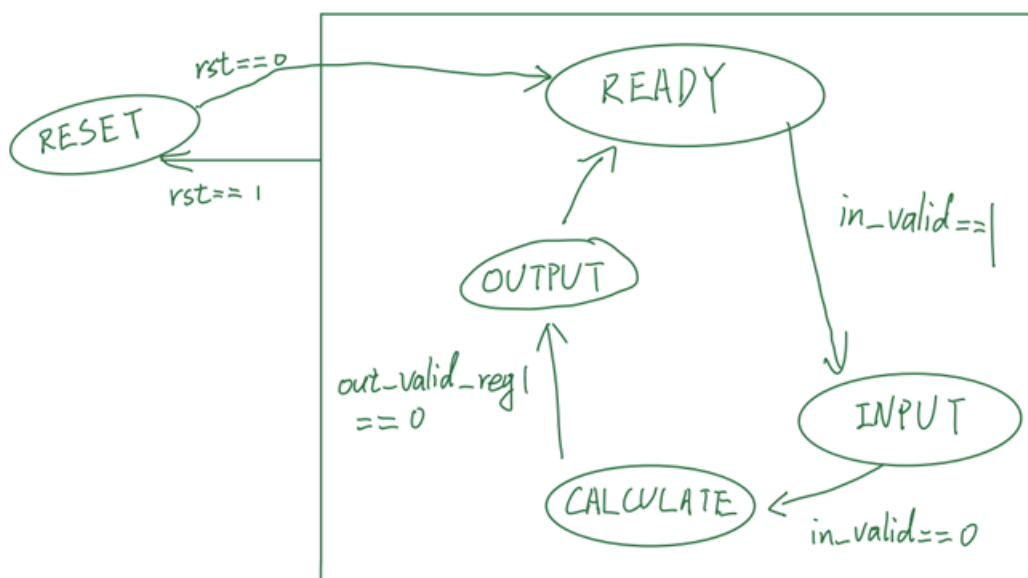 rst==0
READY
RESET
rst==1
in_valid==1
OUTPUT
out_valid_reg1
==0
INPUT
CALCULATE
in_valid==0